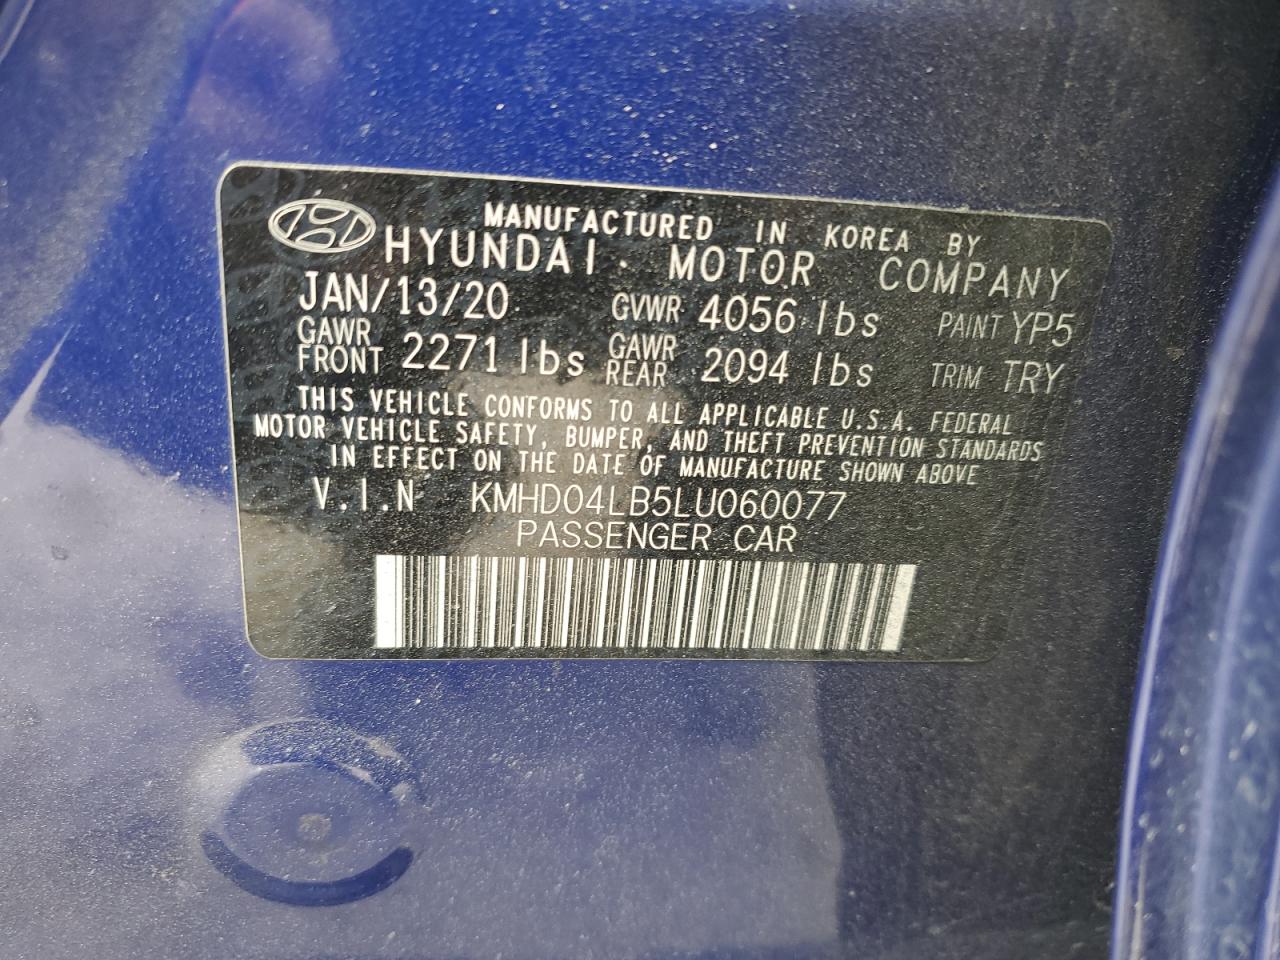 MANUFACTURED IN KOREA BY
HYUNDAI MOTOR COMPANY
JAN/13/20 GVWR 4056 lbs PAINT YP5
GAWR FRONT 2271 lbs GAWR REAR 2094 lbs TRIM TRY
THIS VEHICLE CONFORMS TO ALL APPLICABLE U.S.A. FEDERAL
MOTOR VEHICLE SAFETY, BUMPER, AND THEFT PREVENTION STANDARDS
IN EFFECT ON THE DATE OF MANUFACTURE SHOWN ABOVE
V.I.N KMHD04LB5LU060077
PASSENGER CAR